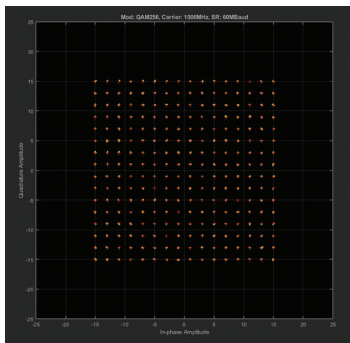 Mod: QAM256, Carrier: 1000MHz, SR: 60MBaud
25
20
15
10
5
0
-5
-10
-15
-20
-25
Quadrature Amplitude
-25 -20 -15 -10 -5 0 5 10 15 20 25
In-phase Amplitude